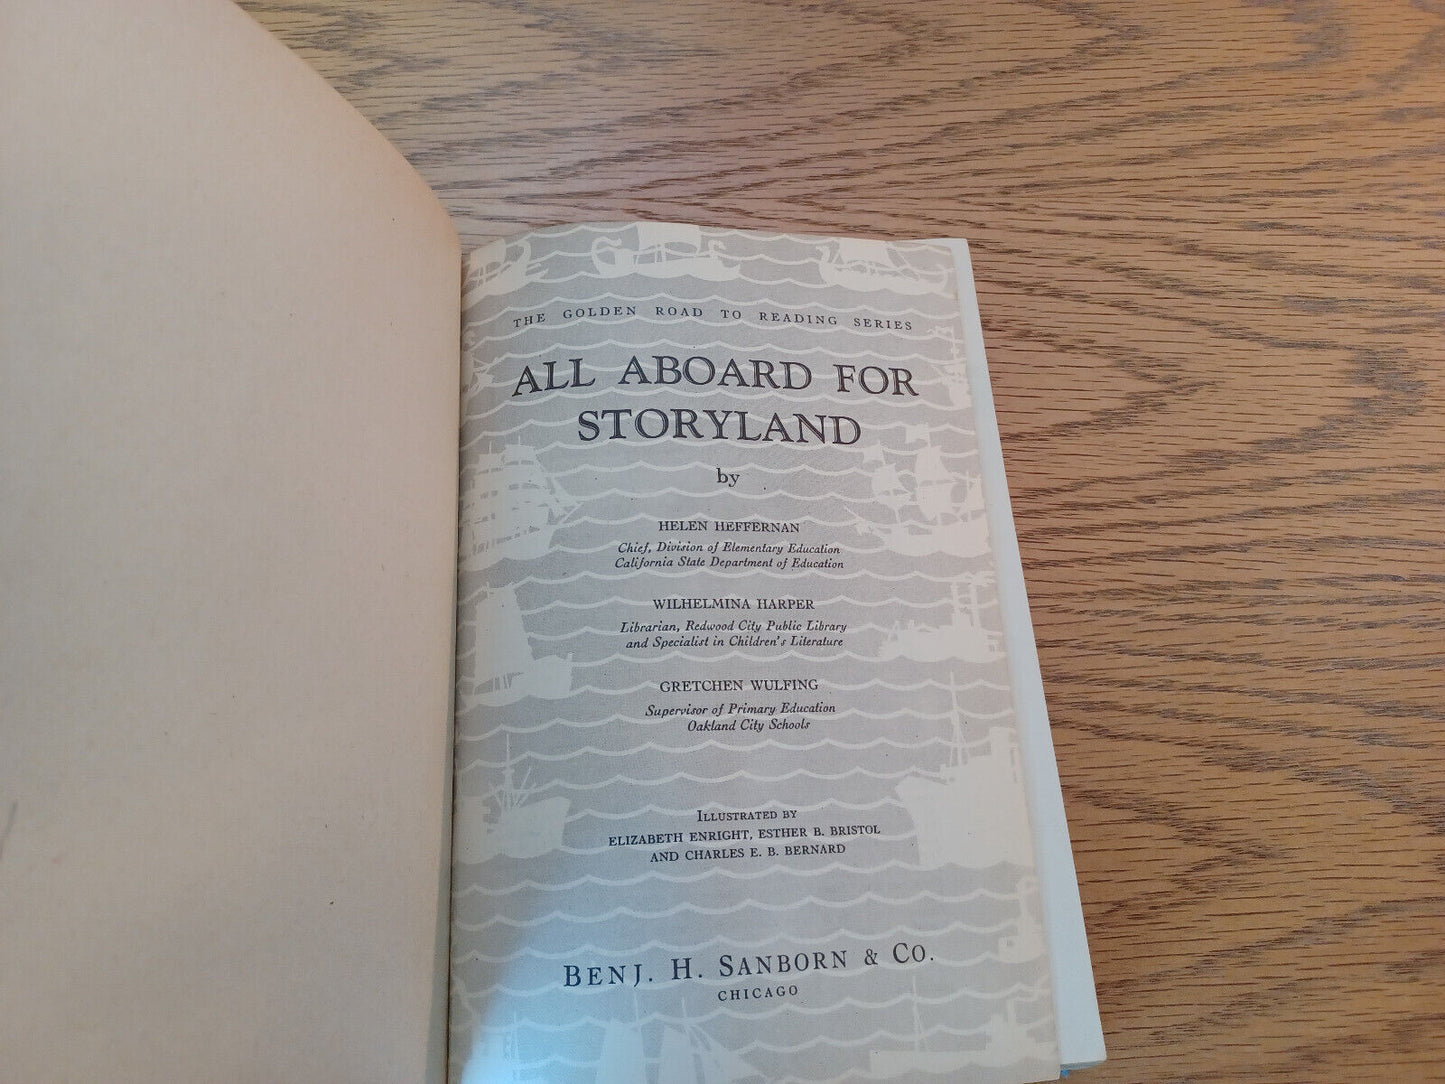 THE GOLDEN ROAD TO READING SERIES
ALL ABOARD FOR
STORYLAND
by
HELEN HEFFERNAN
Chief, Division of Elementary Education
California State Department of Education
WILHELMINA HARPER
Librarian, Redwood City Public Library
and Specialist in Children's Literature
GRETCHEN WULFING
Supervisor of Primary Education
Oakland City Schools
ILLUSTRATED BY
ELIZABETH ENRIGHT, ESTHER B. BRISTOL
AND CHARLES E. B. BERNARD
BENJ. H. SANBORN & CO.
CHICAGO